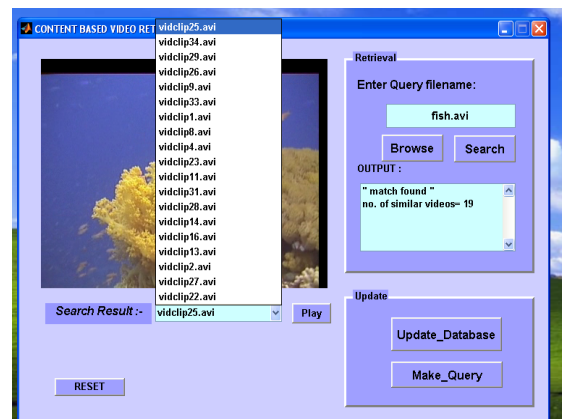 CONTENT BASED VIDEO RET
vidclip25.avi
vidclip34.avi
vidclip29.avi
vidclip26.avi
vidclip9.avi
vidclip33.avi
vidclip1.avi
vidclip8.avi
vidclip4.avi
vidclip23.avi
vidclip11.avi
vidclip31.avi
vidclip28.avi
vidclip14.avi
vidclip16.avi
vidclip13.avi
vidclip2.avi
vidclip27.avi
vidclip22.avi
Search Result :-
vidclip25.avi
Play
RESET
Retrieval
Enter Query filename:
fish.avi
Browse
Search
OUTPUT :
" match found "
no. of similar videos= 19
Update
Update_Database
Make_Query